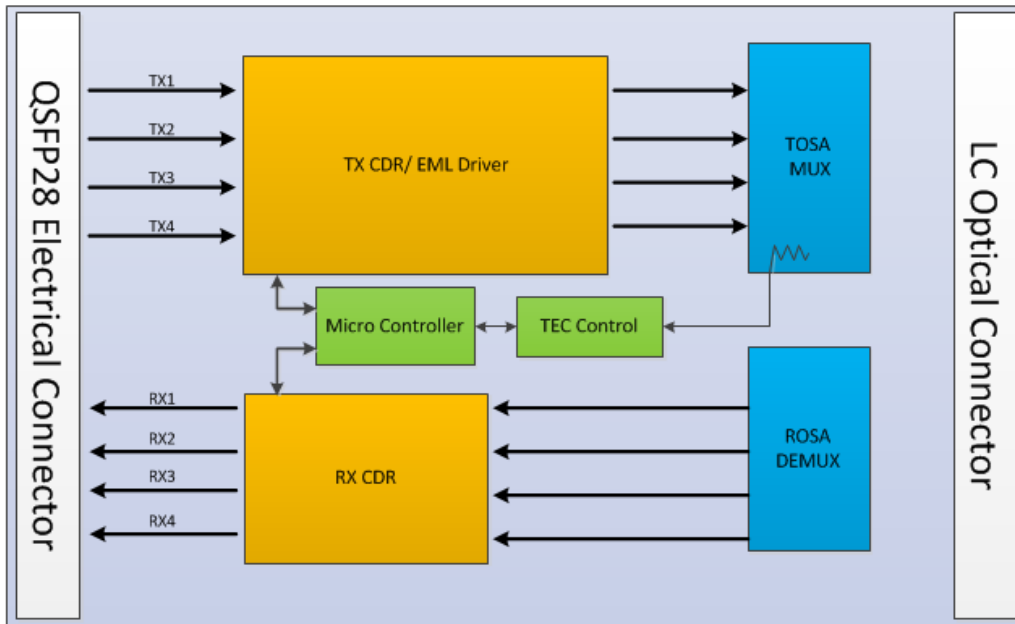 QSFP28 Electrical Connector
TX1
TX2
TX3
TX4
TX CDR/ EML Driver
TOSA
MUX
LC Optical Connector
Micro Controller
TEC Control
RX1
RX2
RX3
RX4
RX CDR
ROSA
DEMUX